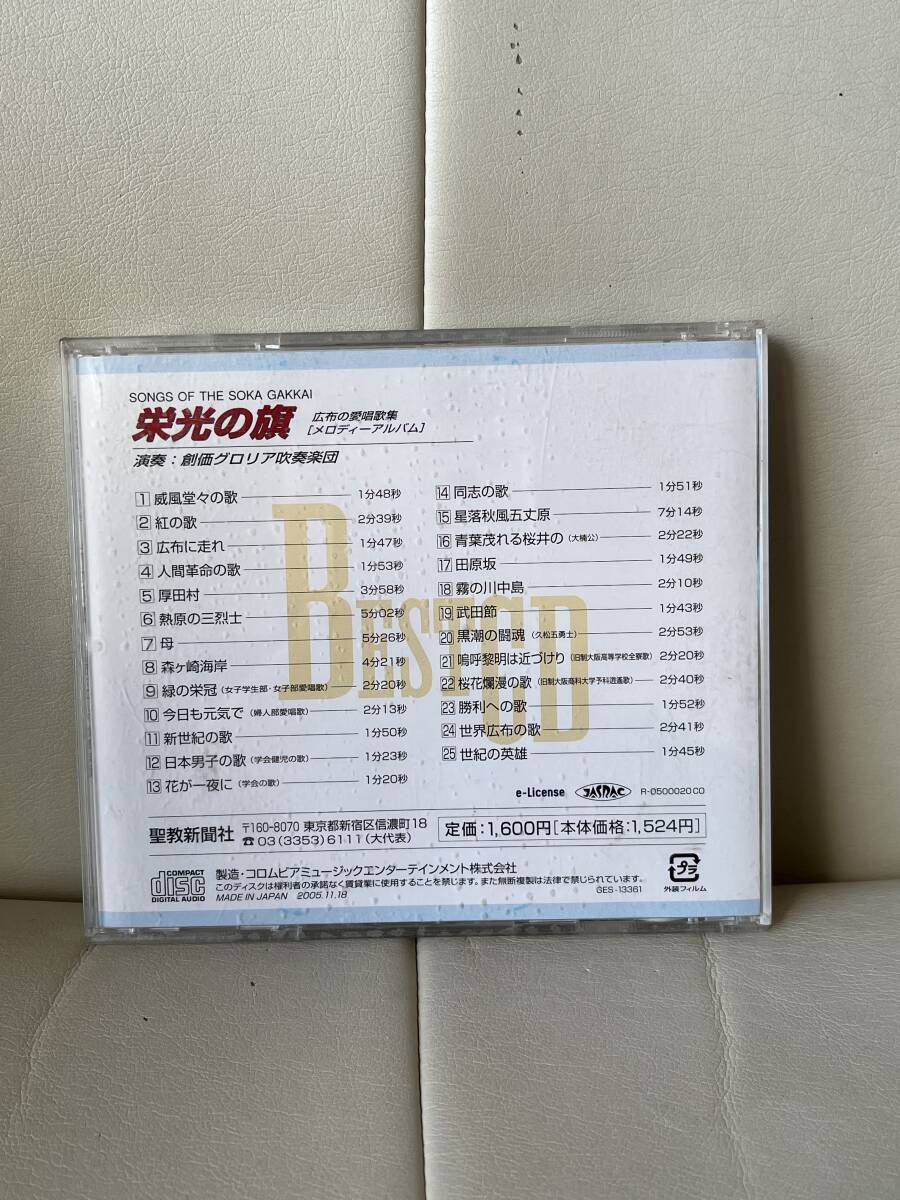 SONGS OF THE SOKA GAKKAI
栄光の旗 広布の愛唱歌集
[メロディーアルバム]
演奏：創価グロリア吹奏楽団
BEST CD
1 威風堂々の歌 1分48秒
2 紅の歌 2分39秒
3 広布に走れ 1分47秒
4 人間革命の歌 1分53秒
5 厚田村 3分58秒
6 熱原の三烈士 5分02秒
7 母 5分26秒
8 森ヶ崎海岸 4分21秒
9 緑の栄冠（女子学生部・女子部愛唱歌） 2分20秒
10 今日も元気で（婦人部愛唱歌） 2分13秒
11 新世紀の歌 1分50秒
12 日本男子の歌（学会健児の歌） 1分23秒
13 花が一夜に（学会の歌） 1分20秒
14 同志の歌 1分51秒
15 星落秋風五丈原 7分14秒
16 青葉茂れる桜井の（大楠公） 2分22秒
17 田原坂 1分49秒
18 霧の川中島 2分10秒
19 武田節 1分43秒
20 黒潮の闘魂（久松五勇士） 2分53秒
21 嗚呼黎明は近づけり（旧制大阪高等学校全寮歌） 2分20秒
22 桜花爛漫の歌（旧制大阪商科大学予科逍遙歌） 2分40秒
23 勝利への歌 1分52秒
24 世界広布の歌 2分41秒
25 世紀の英雄 1分45秒
e-License JASRAC R-0500020CO
聖教新聞社 〒160-8070 東京都新宿区信濃町18
☎03(3353)6111(大代表)
定価：1,600円[本体価格：1,524円]
COMPACT
disc
DIGITAL AUDIO
製造・コロムビアミュージックエンターテインメント株式会社
このディスクは権利者の承諾なく賃貸業に使用することを禁じます。また無断複製は法律で禁じられています。
MADE IN JAPAN 2005.11.18 GES-13361
プラ
外装フィルム